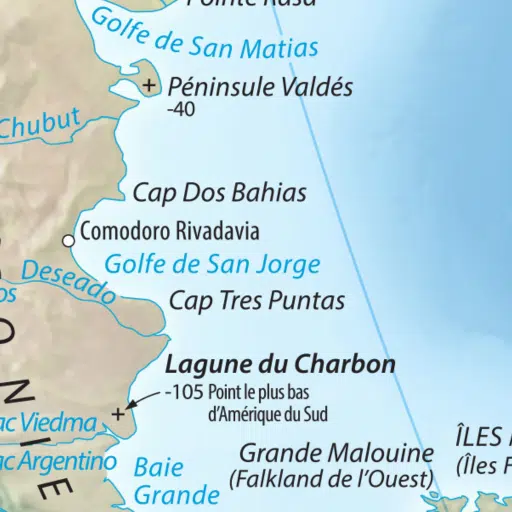 Pointe Rasa
Golfe de San Matias
Péninsule Valdés
-40
Chubut
Cap Dos Bahias
Comodoro Rivadavia
Golfe de San Jorge
Deseado
os
Cap Tres Puntas
Lagune du Charbon
-105 Point le plus bas
d'Amérique du Sud
O N I E
ac Viedma
ac Argentino
Baie
Grande
Grande Malouine
(Falkland de l'Ouest)
ÎLES
(Îles F